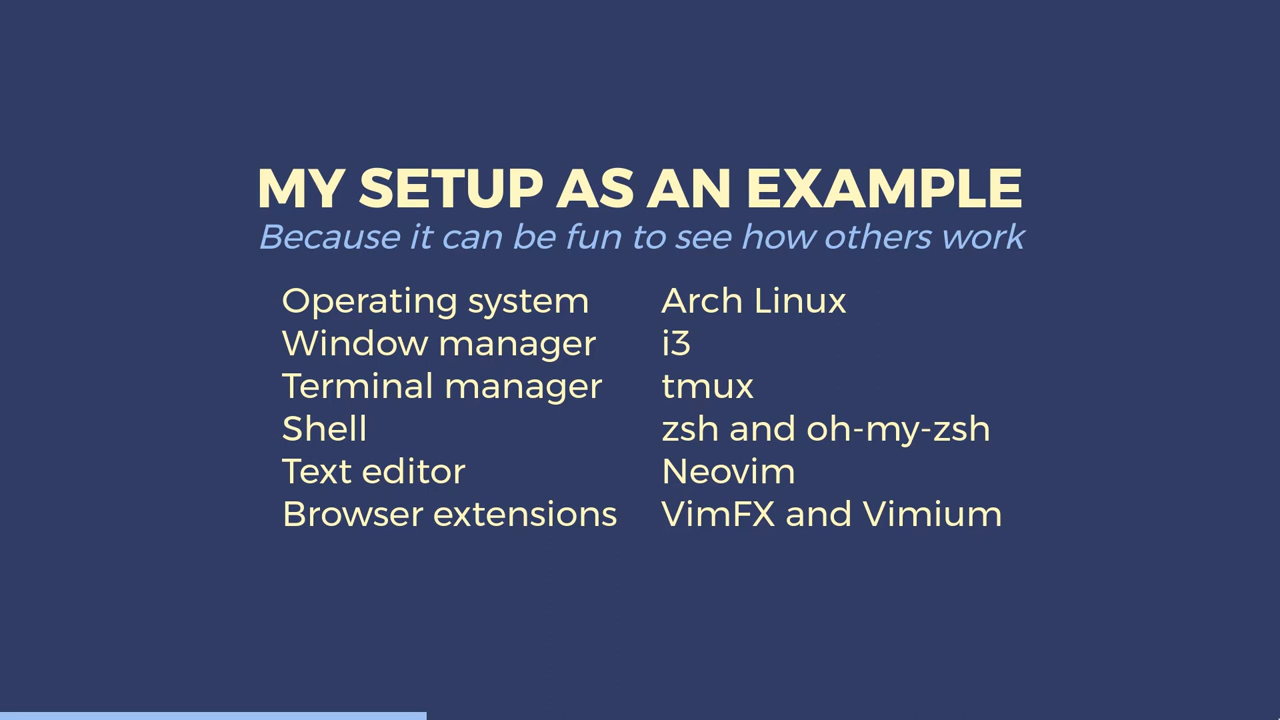 MY SETUP AS AN EXAMPLE
Because it can be fun to see how others work
Operating system Arch Linux
Window manager i3
Terminal manager tmux
Shell zsh and oh-my-zsh
Text editor Neovim
Browser extensions VimFX and Vimium